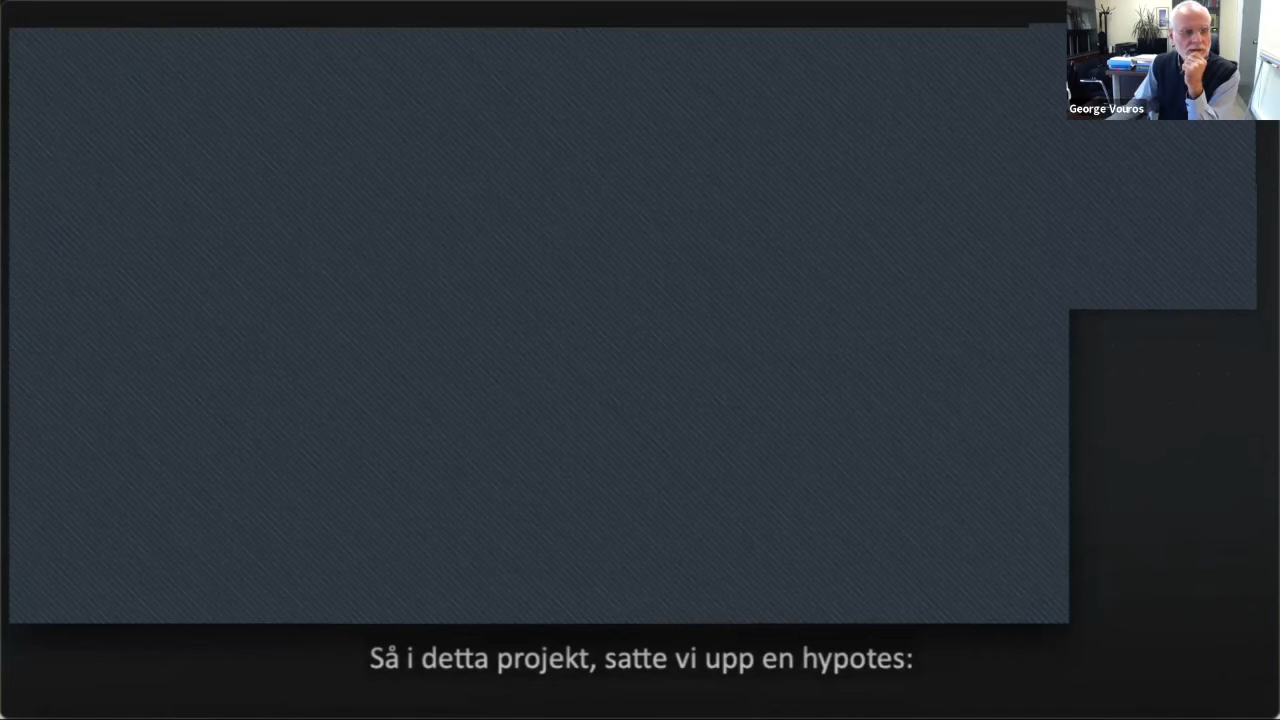 George Vouros
Så i detta projekt, satte vi upp en hypotes: